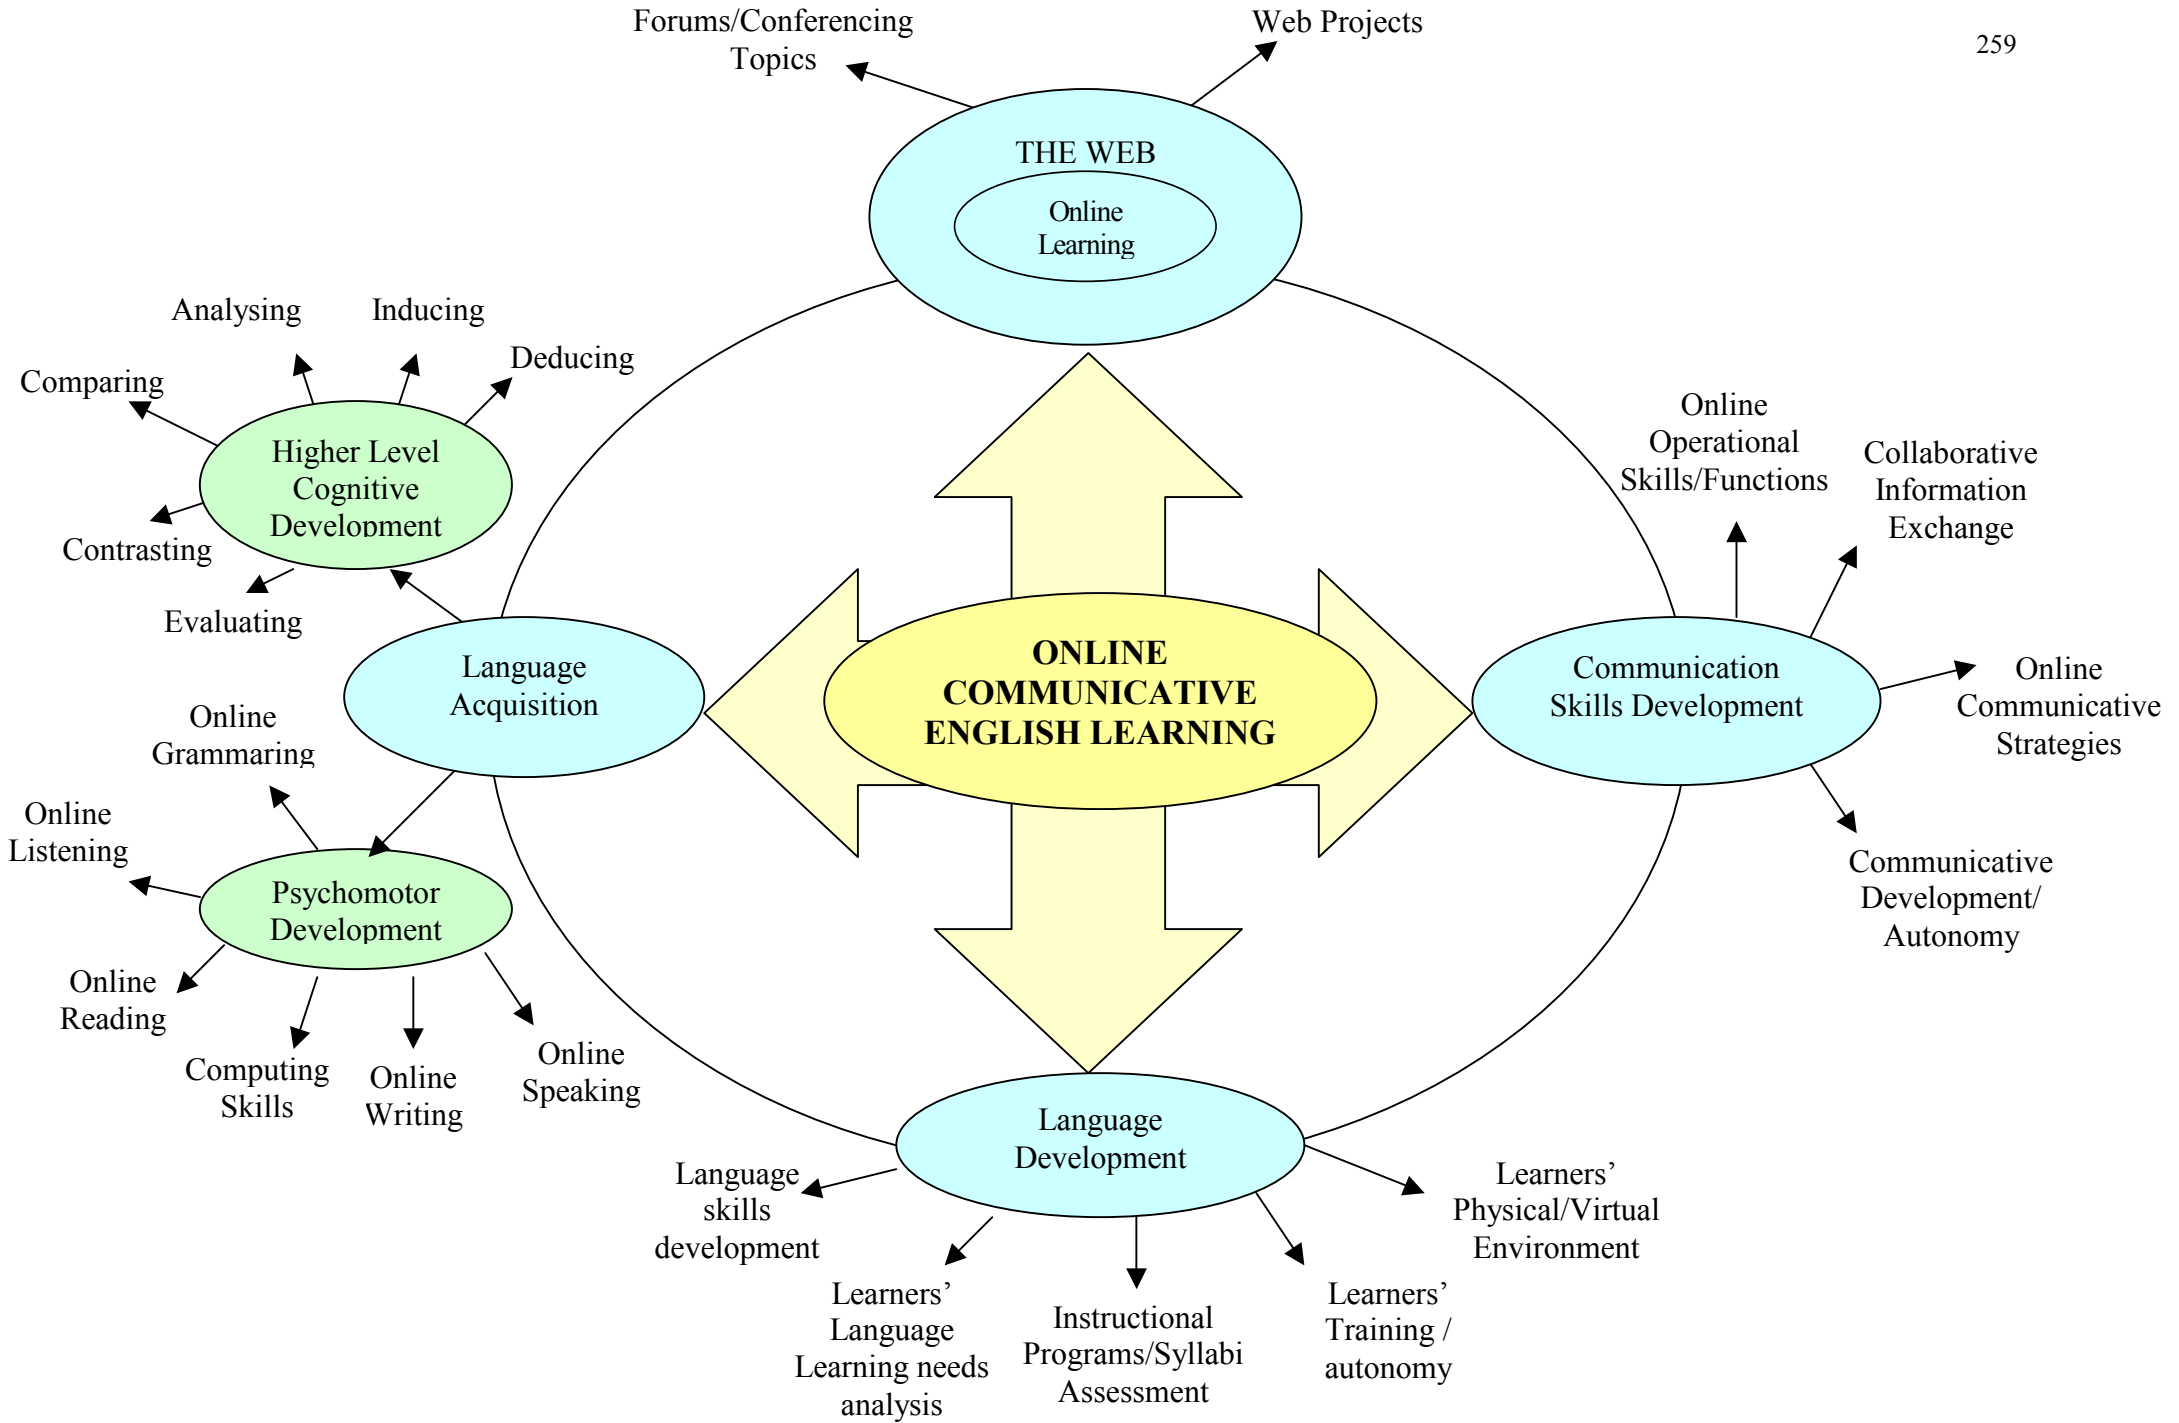 259
Forums/Conferencing
Topics
Web Projects
THE WEB
Online
Learning
Analysing
Inducing
Deducing
Comparing
Higher Level
Cognitive
Development
Contrasting
Evaluating
Online
Operational
Skills/Functions
Collaborative
Information
Exchange
Language
Acquisition
ONLINE
COMMUNICATIVE
ENGLISH LEARNING
Communication
Skills Development
Online
Communicative
Strategies
Communicative
Development/
Autonomy
Online
Grammaring
Online
Listening
Psychomotor
Development
Online
Reading
Computing
Skills
Online
Writing
Online
Speaking
Language
Development
Language
skills
development
Learners’
Language
Learning needs
analysis
Instructional
Programs/Syllabi
Assessment
Learners’
Training /
autonomy
Learners’
Physical/Virtual
Environment